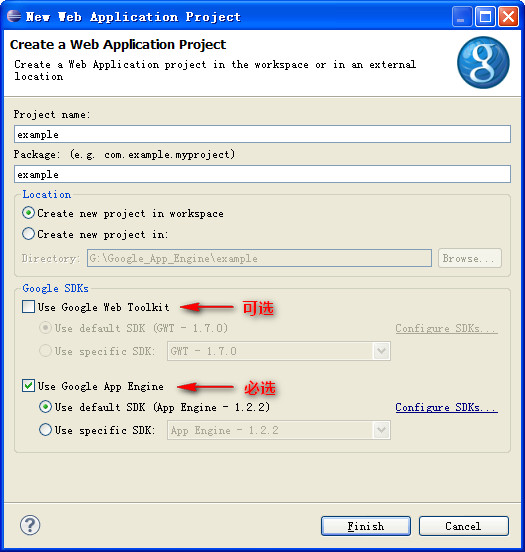 New Web Application Project
Create a Web Application Project
Create a Web Application project in the workspace or in an external
location
Project name:
example
Package: (e.g. com.example.myproject)
example
Location
Create new project in workspace
Create new project in:
Directory: G:\Google_App_Engine\example Browse...
Google SDKs
Use Google Web Toolkit 可选
Use default SDK (GWT - 1.7.0) Configure SDKs...
Use specific SDK: GWT - 1.7.0
Use Google App Engine 必选
Use default SDK (App Engine - 1.2.2) Configure SDKs...
Use specific SDK: App Engine - 1.2.2
Finish Cancel